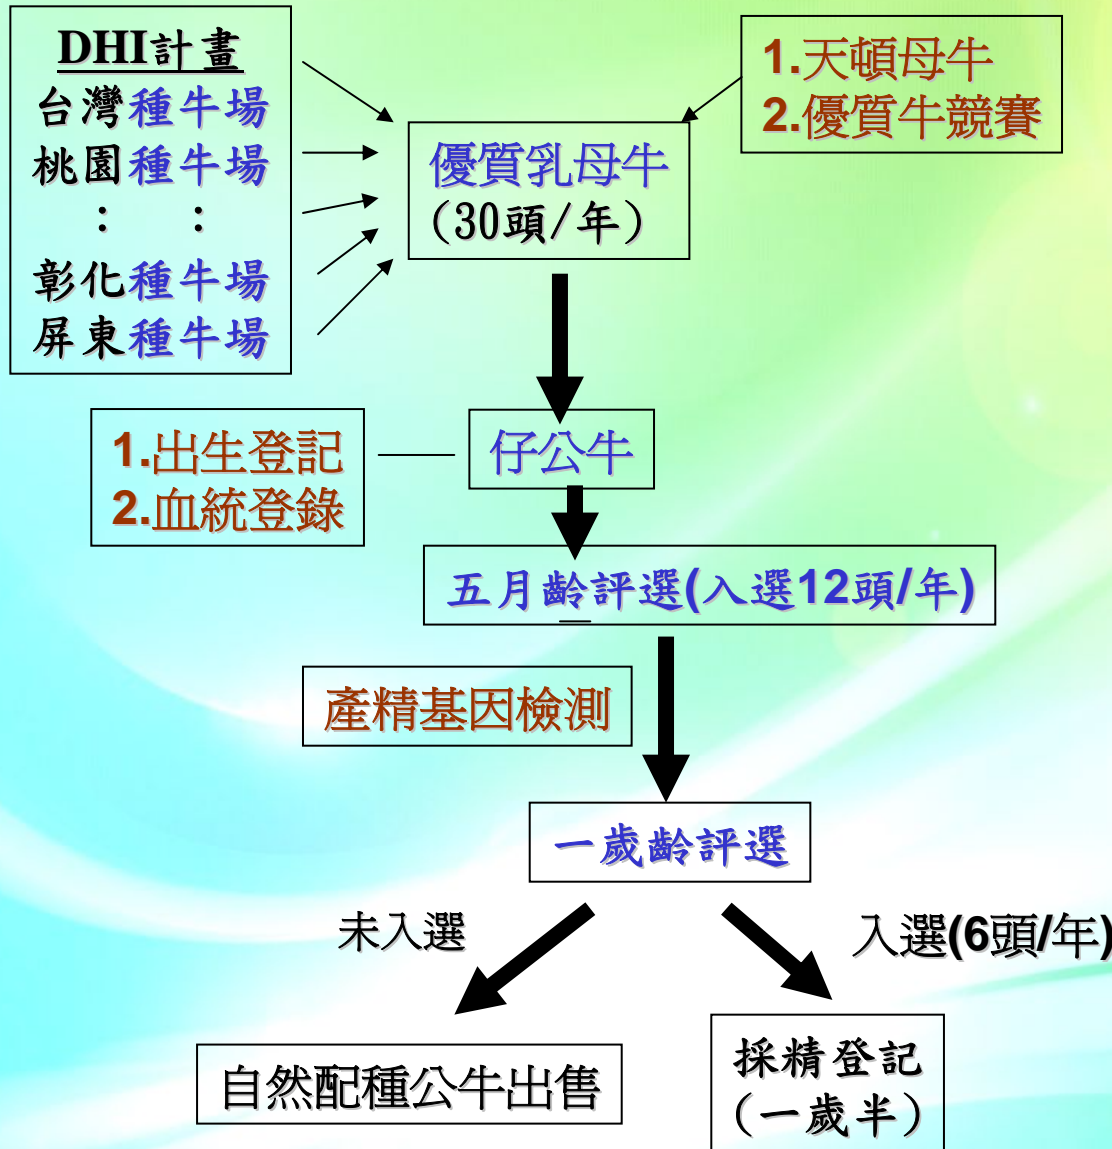 DHI計畫
台灣種牛場
桃園種牛場
： ：
彰化種牛場
屏東種牛場
1.天頓母牛
2.優質牛競賽
優質乳母牛
（30頭/年）
1.出生登記
2.血統登錄
仔公牛
五月齡評選(入選12頭/年)
產精基因檢測
一歲齡評選
未入選
入選(6頭/年)
自然配種公牛出售
採精登記
（一歲半）